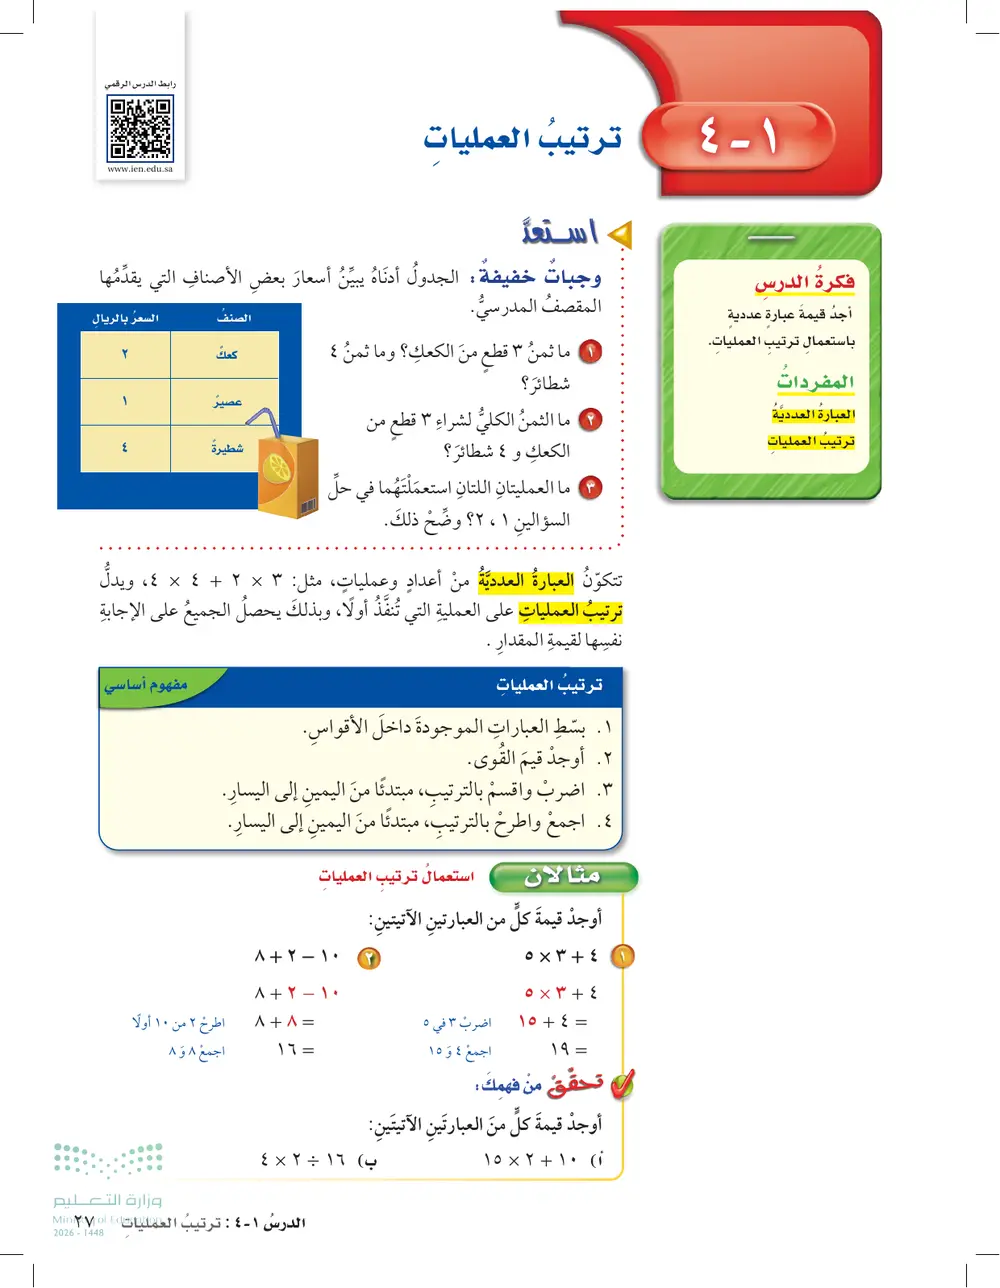 رابط الدرس الرقمي
www.ien.edu.sa
١ - ٤
ترتيبُ العملياتِ
فكرةُ الدرسِ
أجدُ قيمةَ عبارةٍ عدديةٍ
باستعمالِ ترتيبِ العملياتِ.
المفرداتُ
العبارةُ العدديَّةُ
ترتيبُ العملياتِ
استعدَّ
وجباتٌ خفيفةٌ: الجدولُ أدنَاهُ يبيِّنُ أسعارَ بعضِ الأصنافِ التي يقدِّمُها
المقصفُ المدرسيُّ.
الصنفُ السعرُ بالريالِ
كعكٌ ٢
عصيرٌ ١
شطيرةٌ ٤
١ ما ثمنُ ٣ قطعٍ منَ الكعكِ؟ وما ثمنُ ٤
شطائرَ؟
٢ ما الثمنُ الكليُّ لشراءِ ٣ قطعٍ من
الكعكِ و ٤ شطائرَ؟
٣ ما العمليتانِ اللتانِ استعمَلْتَهُما في حلِّ
السؤالينِ ١ ، ٢؟ وضِّحْ ذلكَ.
تتكوّنُ العبارةُ العدديَّةُ منْ أعدادٍ وعملياتٍ، مثل: ٣ × ٢ + ٤ × ٤، ويدلُّ
ترتيبُ العملياتِ على العمليةِ التي تُنفَّذُ أولًا، وبذلكَ يحصلُ الجميعُ على الإجابةِ
نفسِها لقيمةِ المقدارِ .
ترتيبُ العملياتِ مفهوم أساسي
١. بسّطِ العباراتِ الموجودةَ داخلَ الأقواسِ.
٢. أوجدْ قيمَ القُوى.
٣. اضربْ واقسمْ بالترتيبِ، مبتدئًا منَ اليمينِ إلى اليسارِ.
٤. اجمعْ واطرحْ بالترتيبِ، مبتدئًا منَ اليمينِ إلى اليسارِ.
مثالان استعمالُ ترتيبِ العملياتِ
أوجدْ قيمةَ كلٍّ من العبارتينِ الآتيتينِ:
١ ٤ + ٣ × ٥ ٢ ١٠ − ٢ + ٨
٤ + ٣ × ٥ ١٠ − ٢ + ٨
= ٤ + ١٥ اضربْ ٣ في ٥ = ٨ + ٨ اطرحْ ٢ من ١٠ أولًا
= ١٩ اجمعْ ٤ وَ ١٥ = ١٦ اجمعْ ٨ وَ ٨
تحقَّقْ منْ فهمِكَ:
أوجدْ قيمةَ كلٍّ منَ العبارتَينِ الآتيتَينِ:
أ) ١٠ + ٢ × ١٥ ب) ١٦ ÷ ٢ × ٤
وزارة التعليم
Ministry of Education
2026 - 1448
الدرسُ ١-٤ : ترتيبُ العملياتِ ٢٧